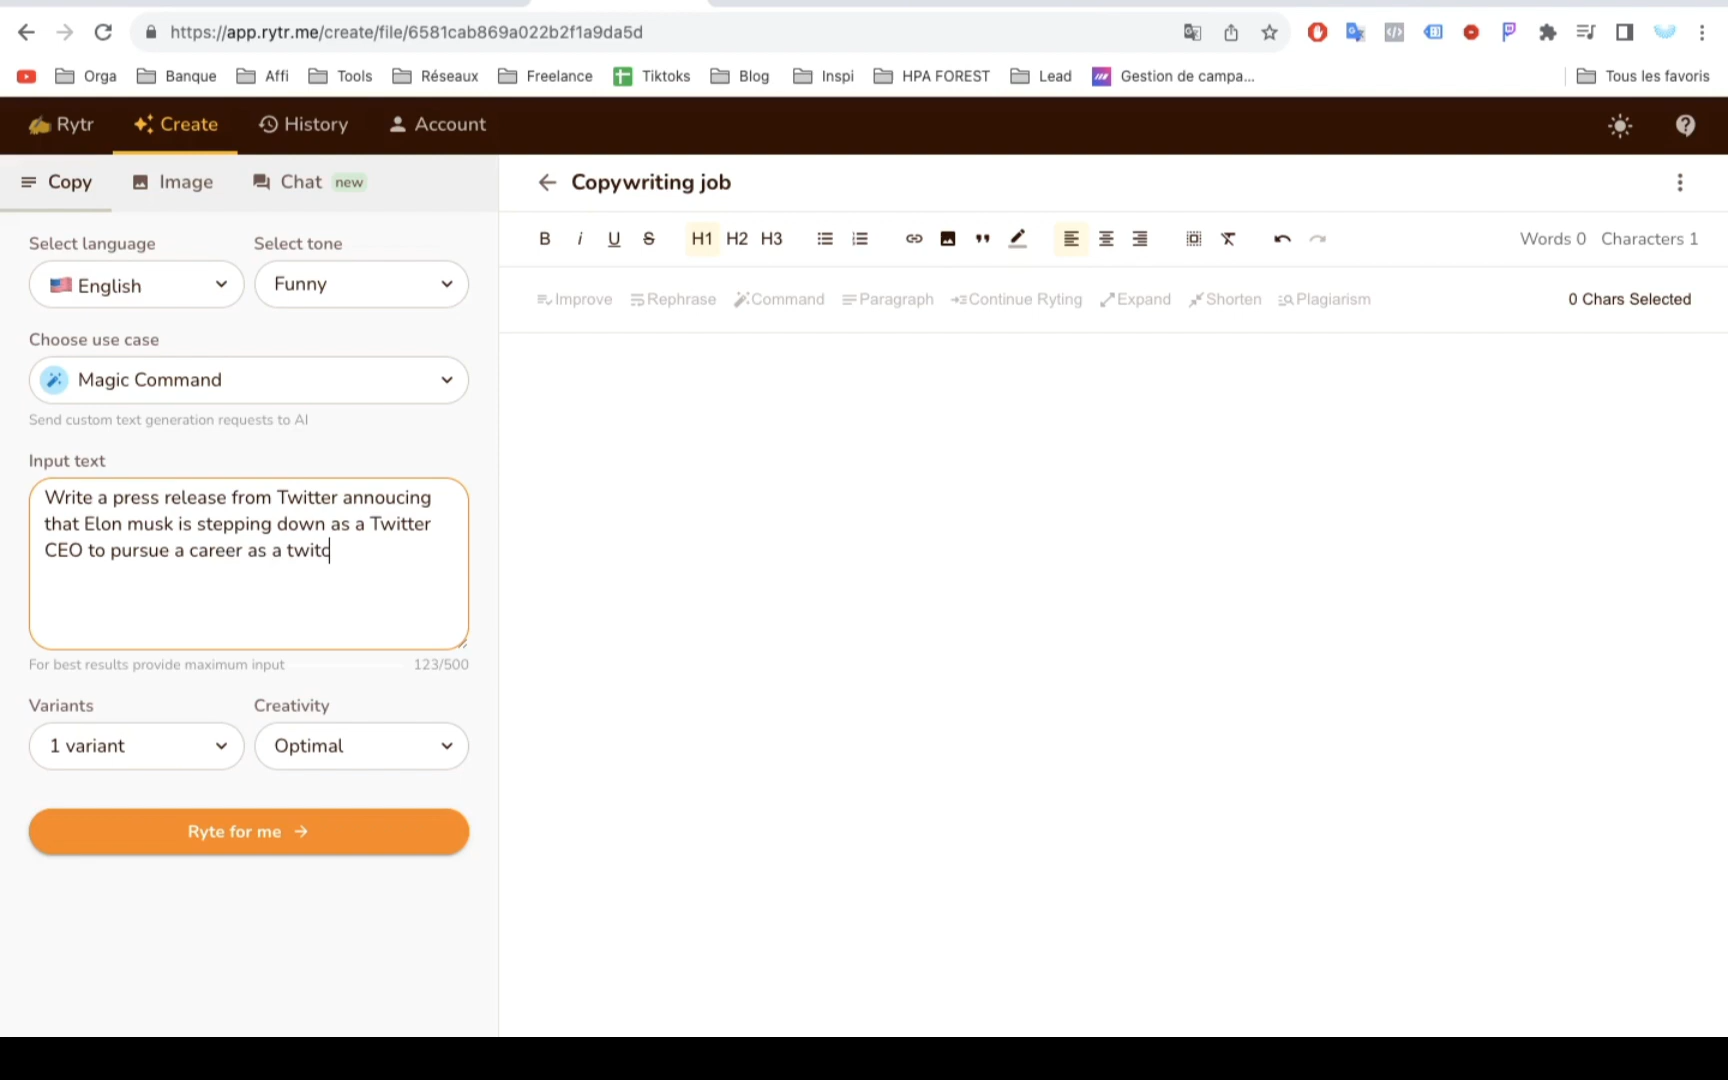 https://app.rytr.me/create/file/6581cab869a022b2f1a9da5d
Orga Banque Affi Tools Réseaux Freelance Tiktoks Blog Inspi HPA FOREST Lead Gestion de campa... Tous les favoris
Rytr Create History Account
Copy Image Chat new
Copywriting job
B i U S H1 H2 H3 Words 0 Characters 1
Improve Rephrase Command Paragraph Continue Ryting Expand Shorten Plagiarism 0 Chars Selected
Select language Select tone
English Funny
Choose use case
Magic Command
Send custom text generation requests to AI
Input text
Write a press release from Twitter annoucing
that Elon musk is stepping down as a Twitter
CEO to pursue a career as a twitc
For best results provide maximum input 123/500
Variants Creativity
1 variant Optimal
Ryte for me →